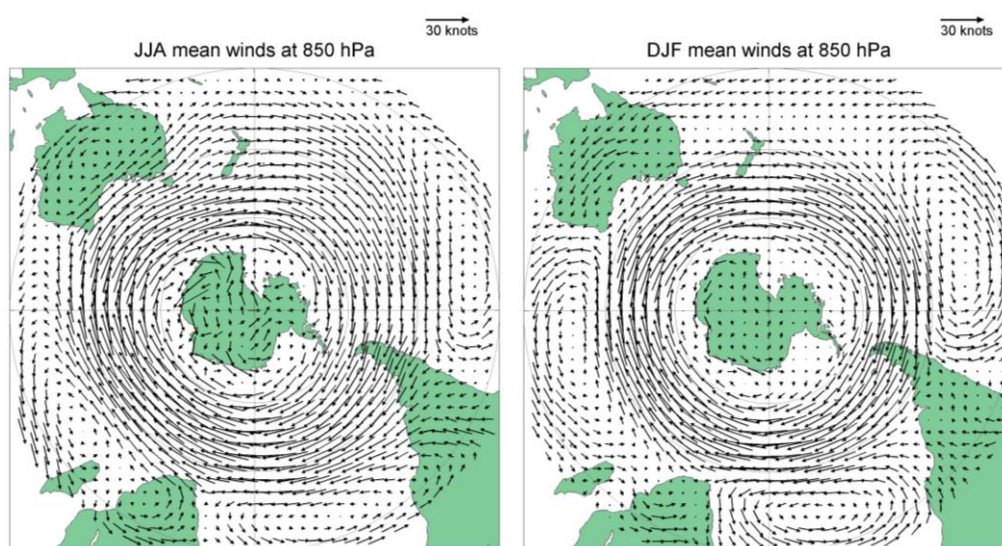 30 knots
30 knots
JJA mean winds at 850 hPa
DJF mean winds at 850 hPa